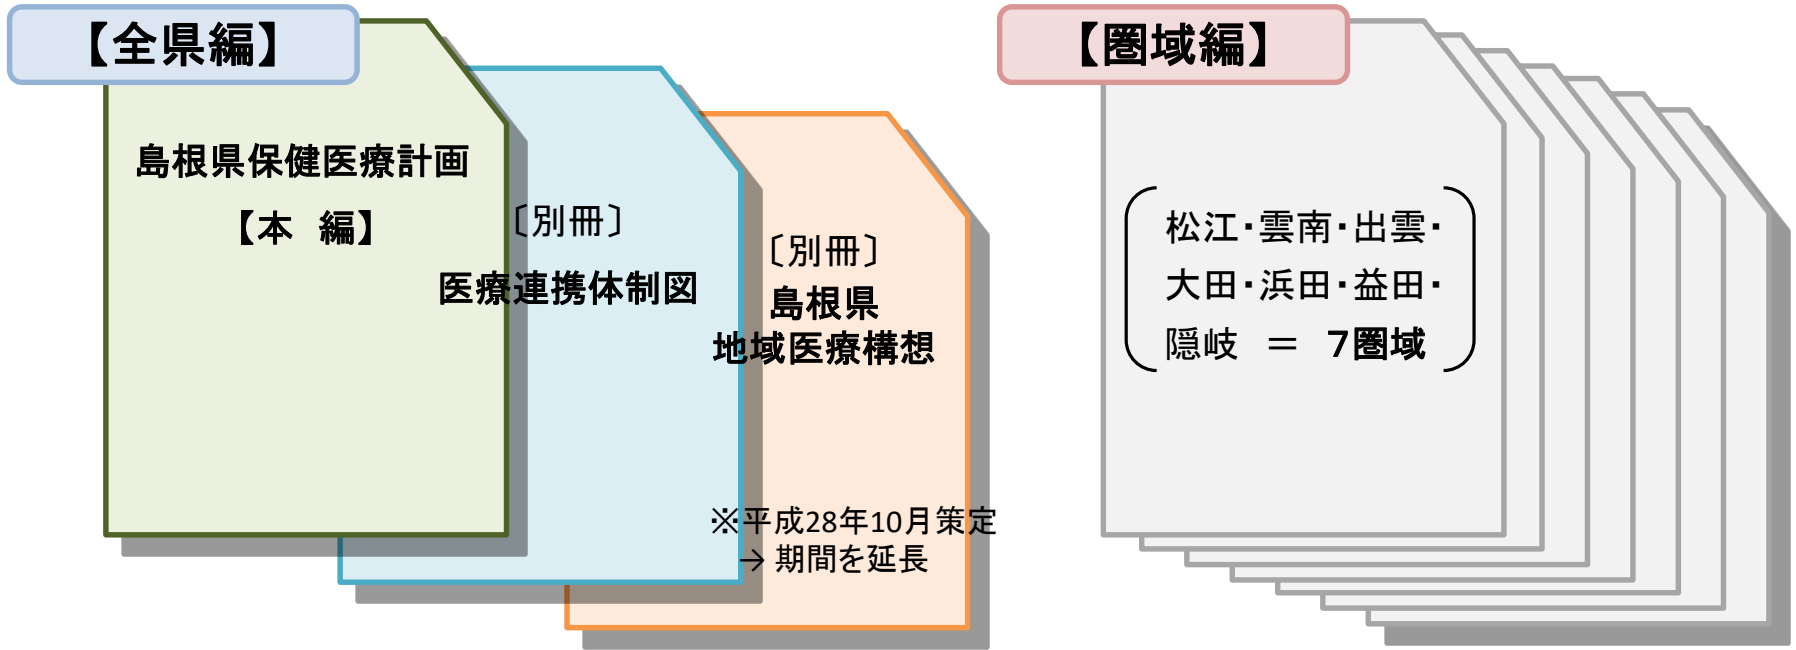 【全県編】
島根県保健医療計画
【本　編】
〔別冊〕
医療連携体制図
〔別冊〕
島根県
地域医療構想
※平成28年10月策定
→ 期間を延長
【圏域編】
松江・雲南・出雲・
大田・浜田・益田・
隠岐　＝　7圏域